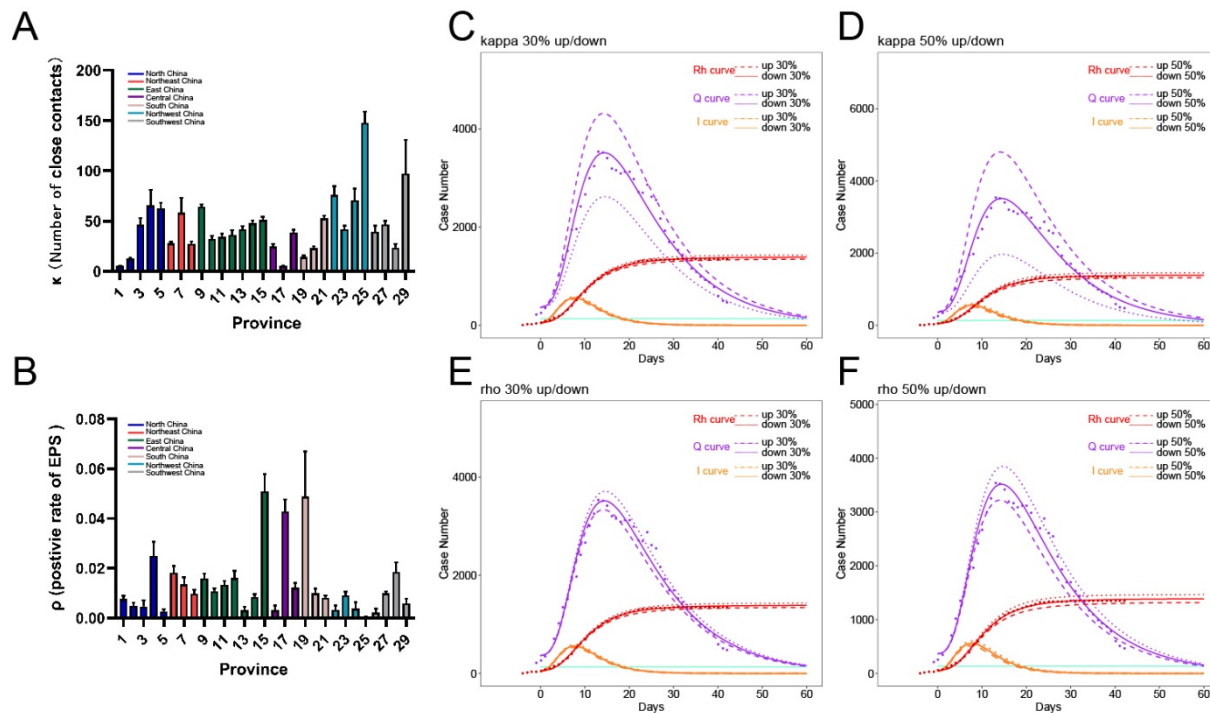 A
κ (Number of close contacts)
200
150
100
50
0
North China
Northeast China
East China
Central China
South China
Northwest China
Southwest China
1 3 5 7 9 11 13 15 17 19 21 23 25 27 29
Province
B
ρ (postivie rate of EPS)
0.08
0.06
0.04
0.02
0.00
North China
Northeast China
East China
Central China
South China
Northwest China
Southwest China
1 3 5 7 9 11 13 15 17 19 21 23 25 27 29
Province
C
kappa 30% up/down
Case Number
4000
2000
0
Rh curve up 30%
down 30%
Q curve up 30%
down 30%
I curve up 30%
down 30%
0 10 20 30 40 50 60
Days
D
kappa 50% up/down
Case Number
6000
4000
2000
0
Rh curve up 50%
down 50%
Q curve up 50%
down 50%
I curve up 50%
down 50%
0 10 20 30 40 50 60
Days
E
rho 30% up/down
Case Number
4000
2000
0
Rh curve up 30%
down 30%
Q curve up 30%
down 30%
I curve up 30%
down 30%
0 10 20 30 40 50 60
Days
F
rho 50% up/down
Case Number
5000
4000
3000
2000
1000
0
Rh curve up 50%
down 50%
Q curve up 50%
down 50%
I curve up 50%
down 50%
0 10 20 30 40 50 60
Days